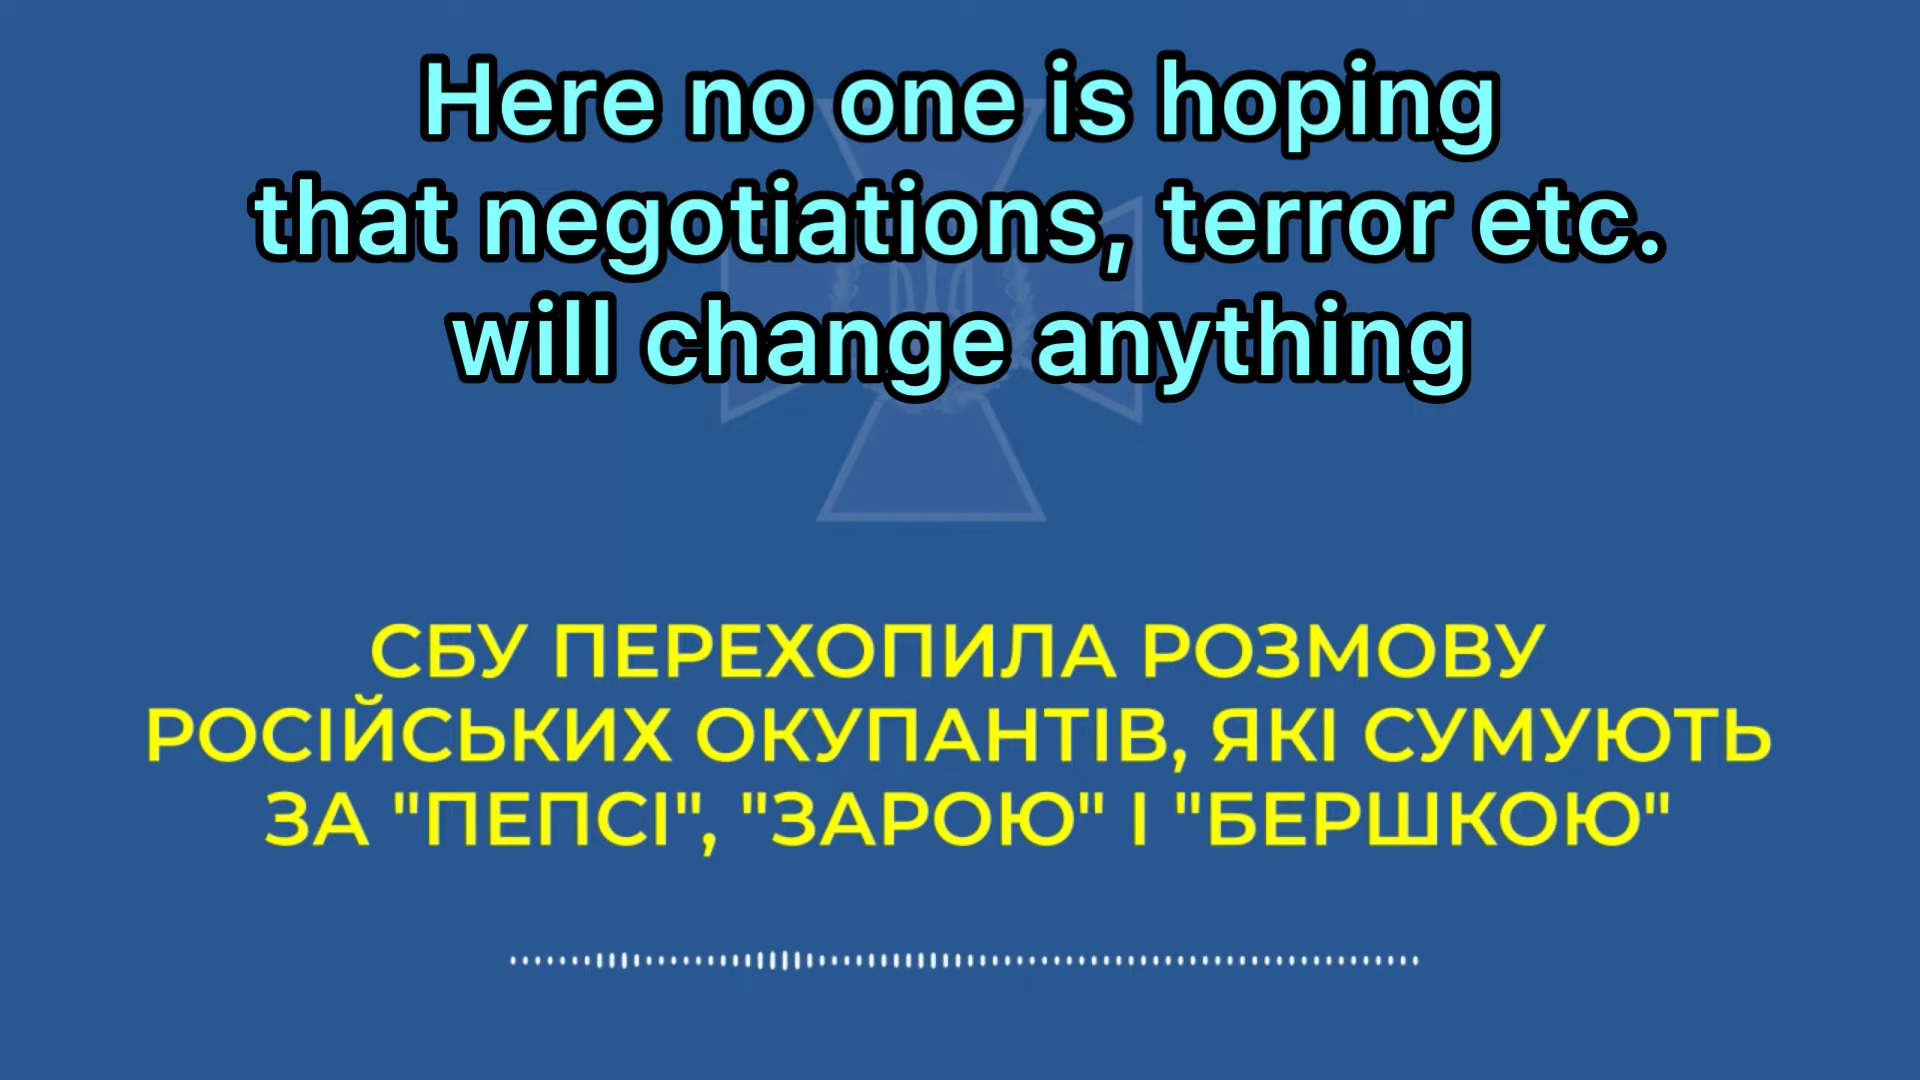 Here no one is hoping
that negotiations, terror etc.
will change anything
СБУ ПЕРЕХОПИЛА РОЗМОВУ
РОСІЙСЬКИХ ОКУПАНТІВ, ЯКІ СУМУЮТЬ
ЗА "ПЕПСІ", "ЗАРОЮ" І "БЕРШКОЮ"